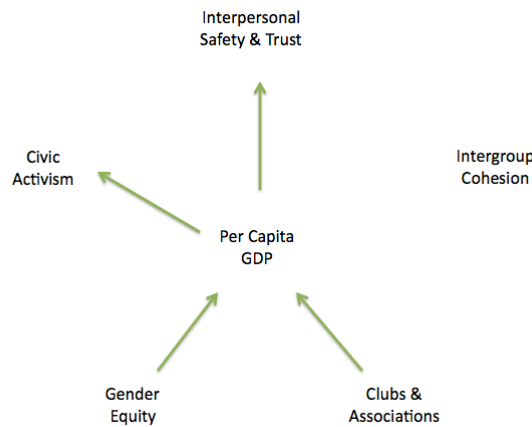 Interpersonal
Safety & Trust
Civic
Activism
Intergroup
Cohesion
Per Capita
GDP
Gender
Equity
Clubs &
Associations